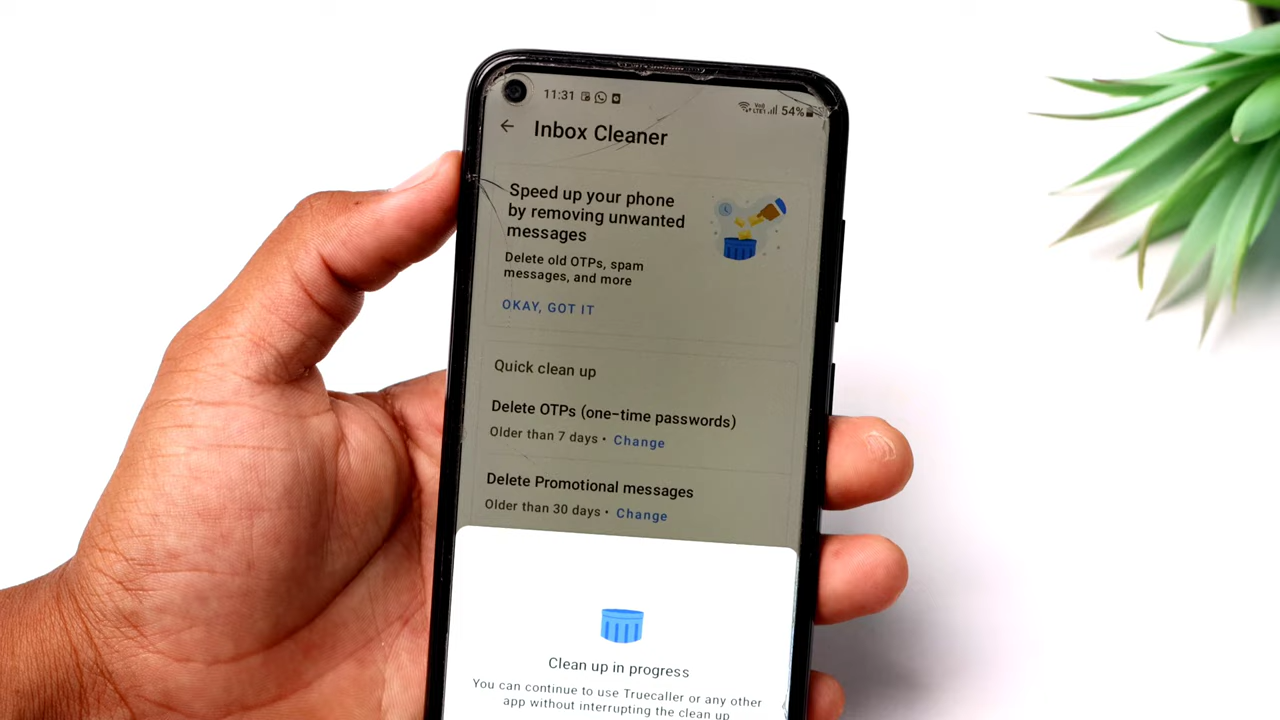 11:31
Vo)
LTE1
54%
Inbox Cleaner
Speed up your phone
by removing unwanted
messages
Delete old OTPs, spam
messages, and more
OKAY, GOT IT
Quick clean up
Delete OTPs (one-time passwords)
Older than 7 days • Change
Delete Promotional messages
Older than 30 days • Change
Clean up in progress
You can continue to use Truecaller or any other
app without interrupting the clean up